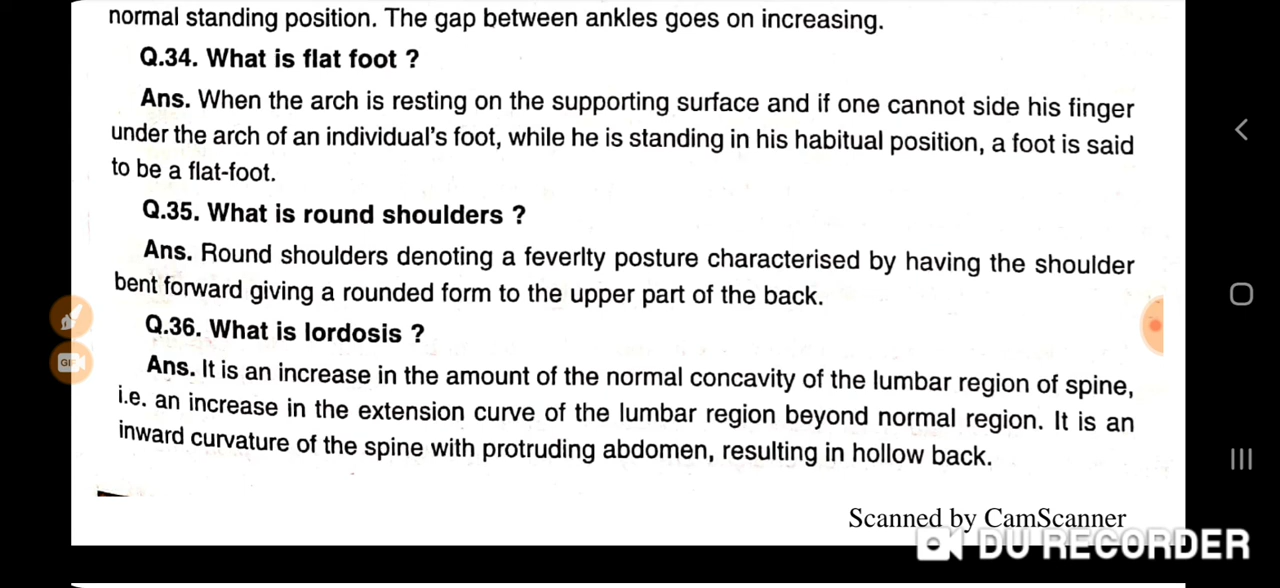 normal standing position. The gap between ankles goes on increasing.
Q.34. What is flat foot ?
Ans. When the arch is resting on the supporting surface and if one cannot side his finger
under the arch of an individual's foot, while he is standing in his habitual position, a foot is said
to be a flat-foot.
Q.35. What is round shoulders ?
Ans. Round shoulders denoting a feverlty posture characterised by having the shoulder
bent forward giving a rounded form to the upper part of the back.
Q.36. What is lordosis ?
Ans. It is an increase in the amount of the normal concavity of the lumbar region of spine,
i.e. an increase in the extension curve of the lumbar region beyond normal region. It is an
inward curvature of the spine with protruding abdomen, resulting in hollow back.
Scanned by CamScanner
DU RECORDER